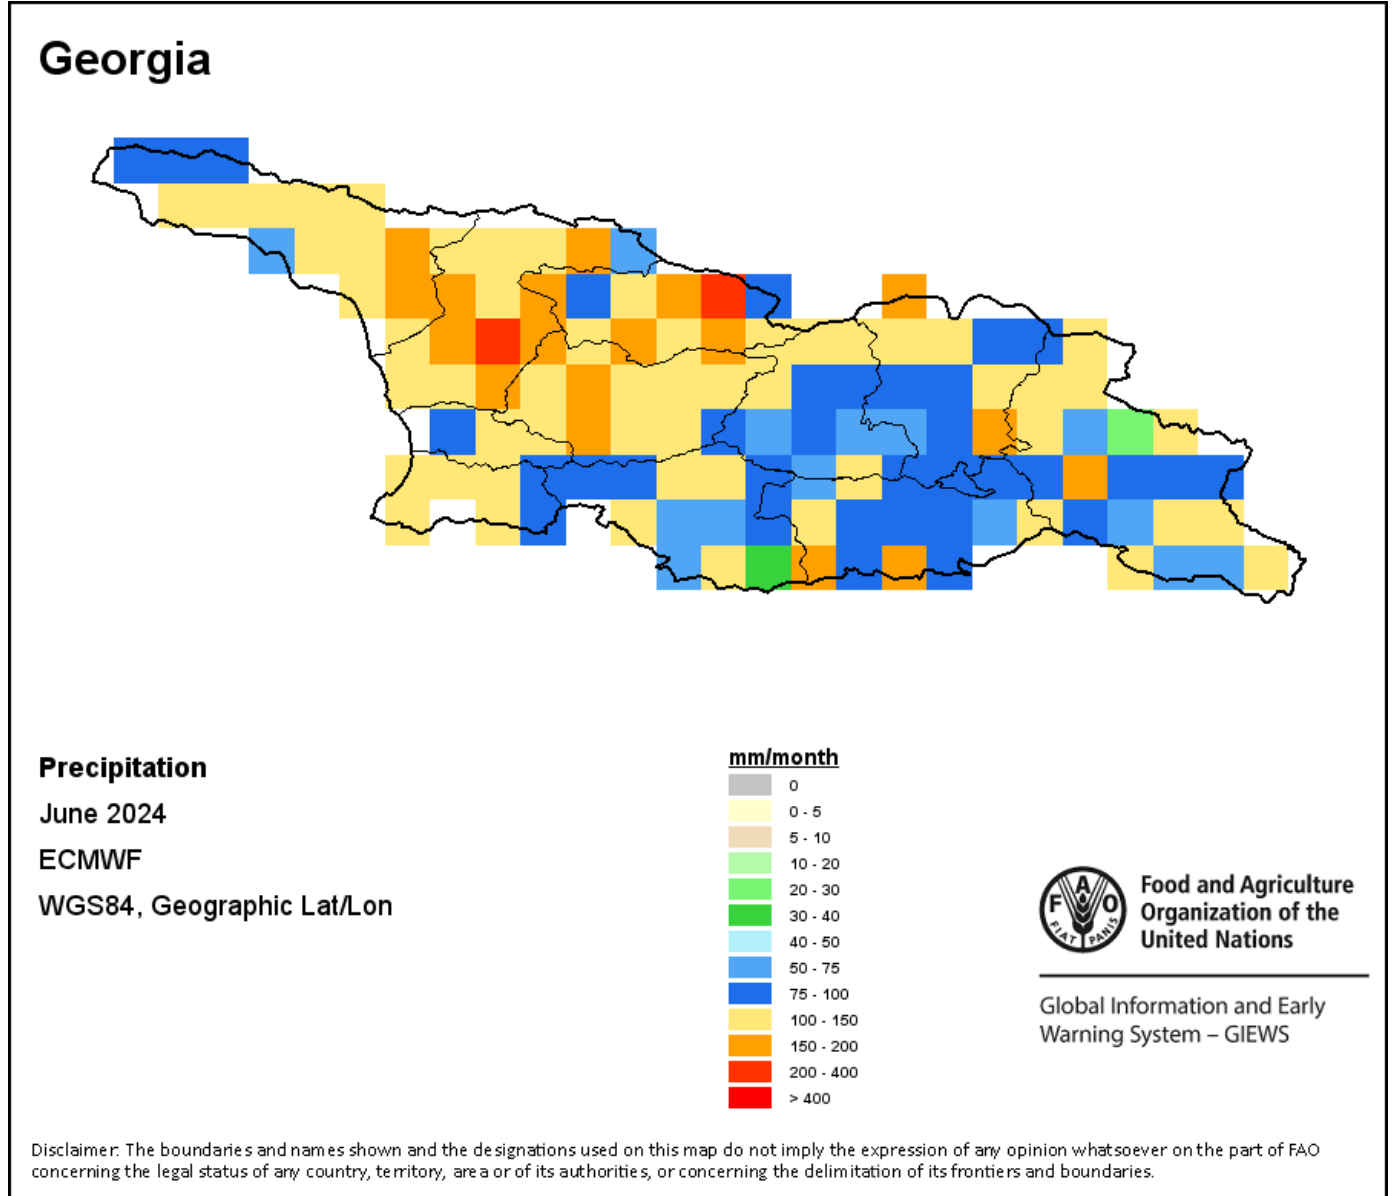 Georgia
Precipitation
June 2024
ECMWF
WGS84, Geographic Lat/Lon
mm/month
0
0 - 5
5 - 10
10 - 20
20 - 30
30 - 40
40 - 50
50 - 75
75 - 100
100 - 150
150 - 200
200 - 400
> 400
F A O
FIAT PANIS
Food and Agriculture
Organization of the
United Nations
Global Information and Early
Warning System – GIEWS
Disclaimer: The boundaries and names shown and the designations used on this map do not imply the expression of any opinion whatsoever on the part of FAO
concerning the legal status of any country, territory, area or of its authorities, or concerning the delimitation of its frontiers and boundaries.